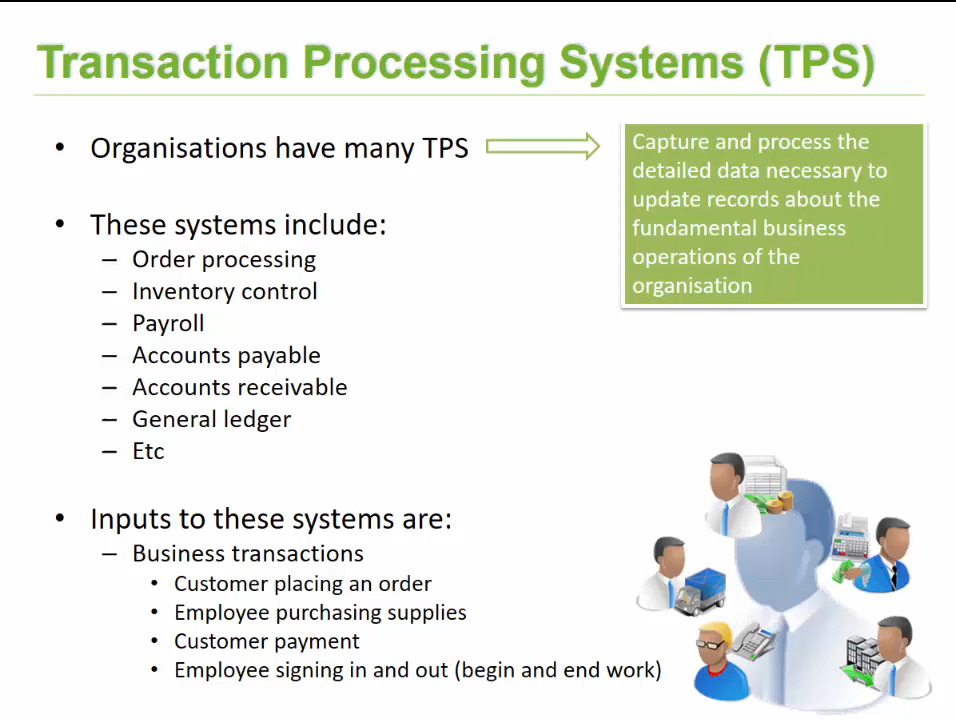 Transaction Processing Systems (TPS)
• Organisations have many TPS
Capture and process the
detailed data necessary to
update records about the
fundamental business
operations of the
organisation
• These systems include:
– Order processing
– Inventory control
– Payroll
– Accounts payable
– Accounts receivable
– General ledger
– Etc
• Inputs to these systems are:
– Business transactions
• Customer placing an order
• Employee purchasing supplies
• Customer payment
• Employee signing in and out (begin and end work)